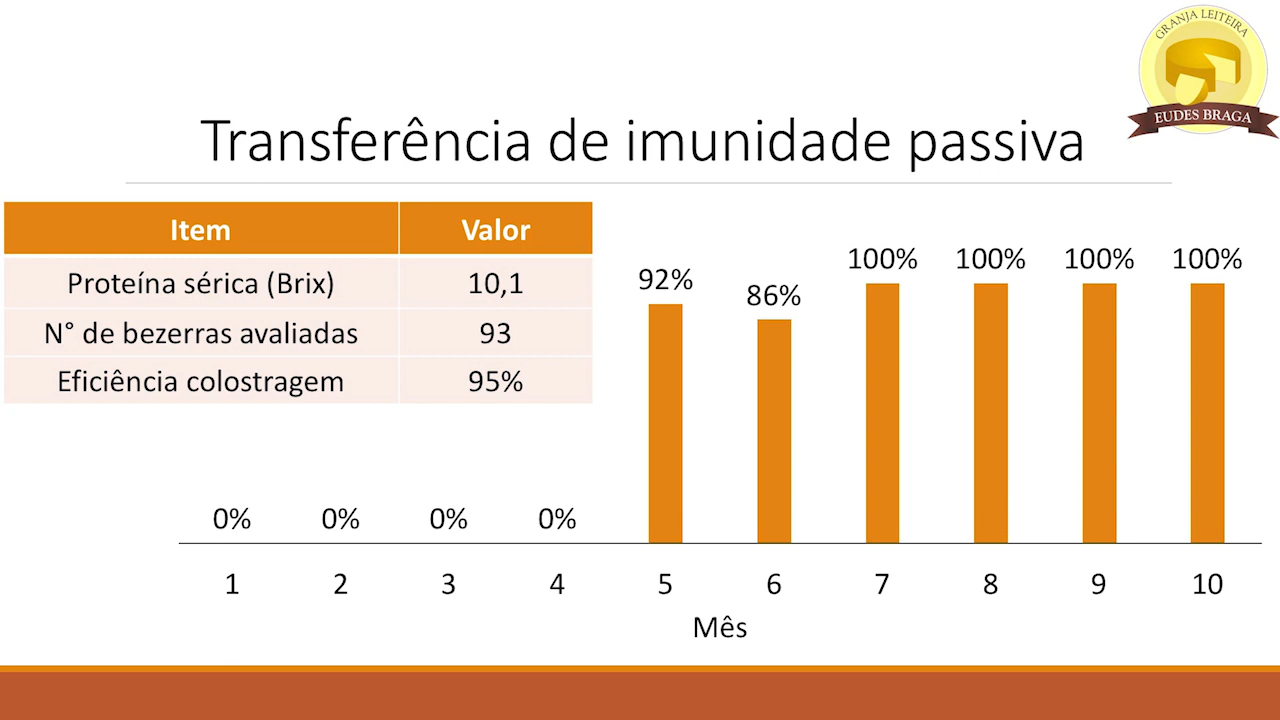 GRANJA LEITEIRA
EUDES BRAGA
Transferência de imunidade passiva
Item Valor
Proteína sérica (Brix) 10,1
N° de bezerras avaliadas 93
Eficiência colostragem 95%
0% 0% 0% 0% 92% 86% 100% 100% 100% 100%
1 2 3 4 5 6 7 8 9 10
Mês